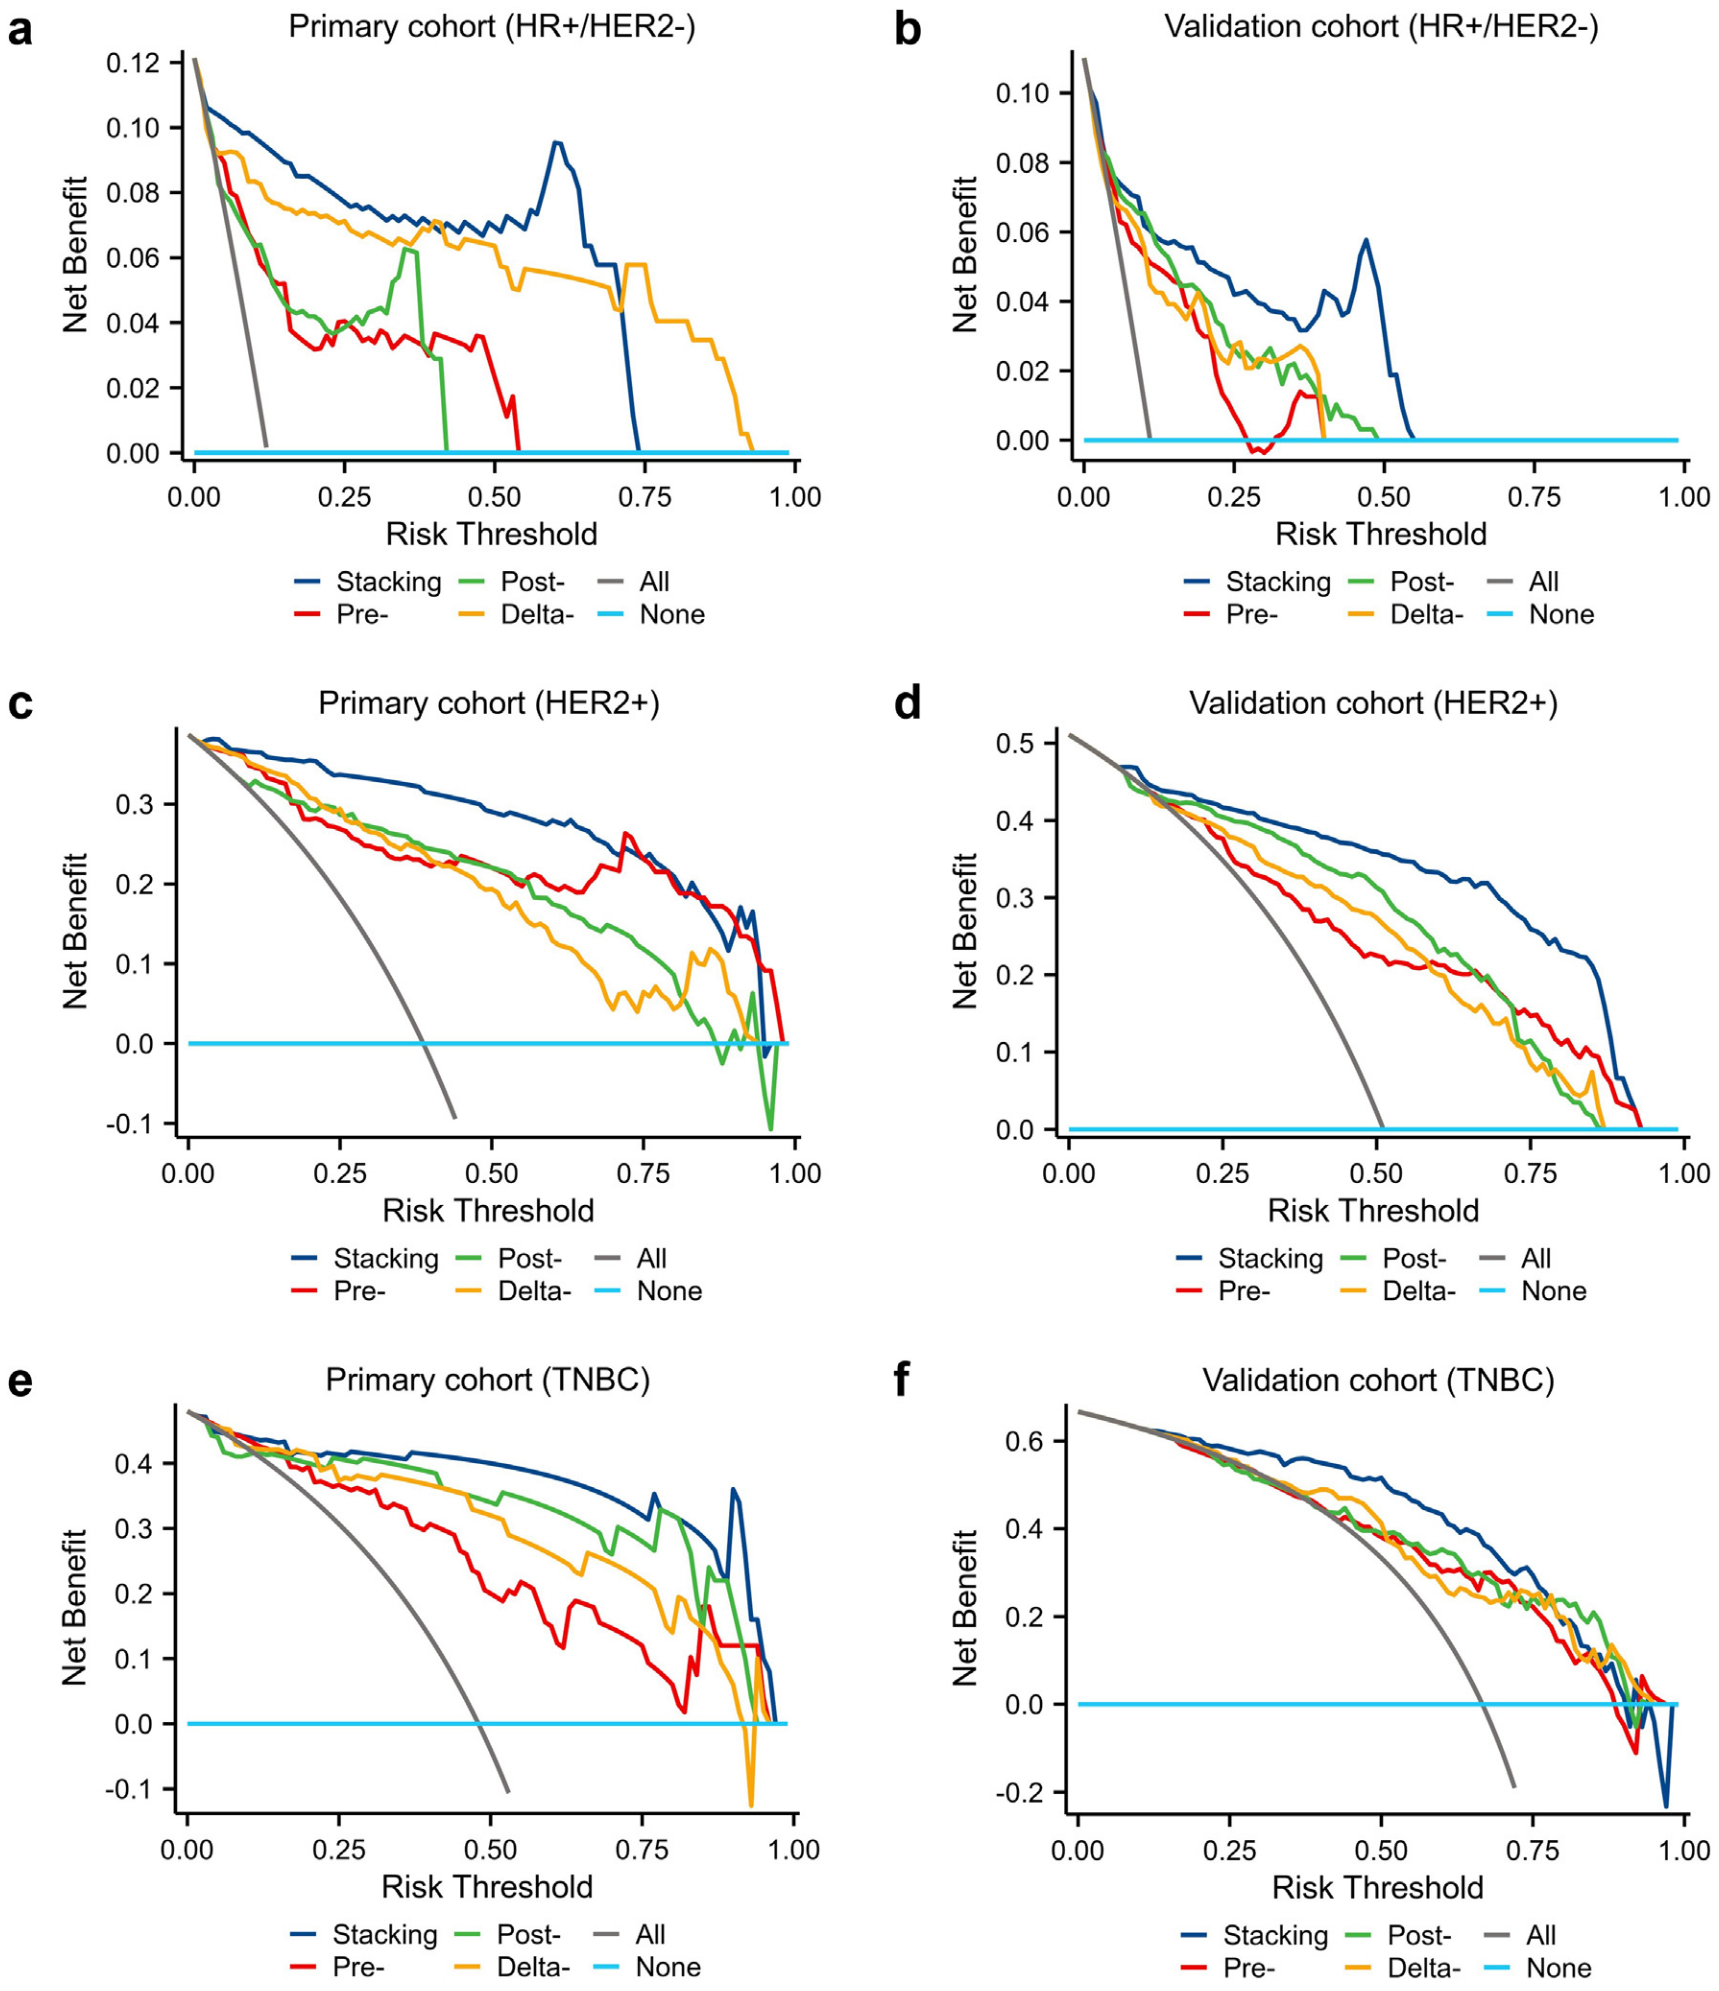 a
Primary cohort (HR+/HER2-)
Net Benefit
0.12
0.10
0.08
0.06
0.04
0.02
0.00
0.00 0.25 0.50 0.75 1.00
Risk Threshold
Stacking Post- All
Pre- Delta- None
b
Validation cohort (HR+/HER2-)
Net Benefit
0.10
0.08
0.06
0.04
0.02
0.00
0.00 0.25 0.50 0.75 1.00
Risk Threshold
Stacking Post- All
Pre- Delta- None
c
Primary cohort (HER2+)
Net Benefit
0.3
0.2
0.1
0.0
-0.1
0.00 0.25 0.50 0.75 1.00
Risk Threshold
Stacking Post- All
Pre- Delta- None
d
Validation cohort (HER2+)
Net Benefit
0.5
0.4
0.3
0.2
0.1
0.0
0.00 0.25 0.50 0.75 1.00
Risk Threshold
Stacking Post- All
Pre- Delta- None
e
Primary cohort (TNBC)
Net Benefit
0.4
0.3
0.2
0.1
0.0
-0.1
0.00 0.25 0.50 0.75 1.00
Risk Threshold
Stacking Post- All
Pre- Delta- None
f
Validation cohort (TNBC)
Net Benefit
0.6
0.4
0.2
0.0
-0.2
0.00 0.25 0.50 0.75 1.00
Risk Threshold
Stacking Post- All
Pre- Delta- None